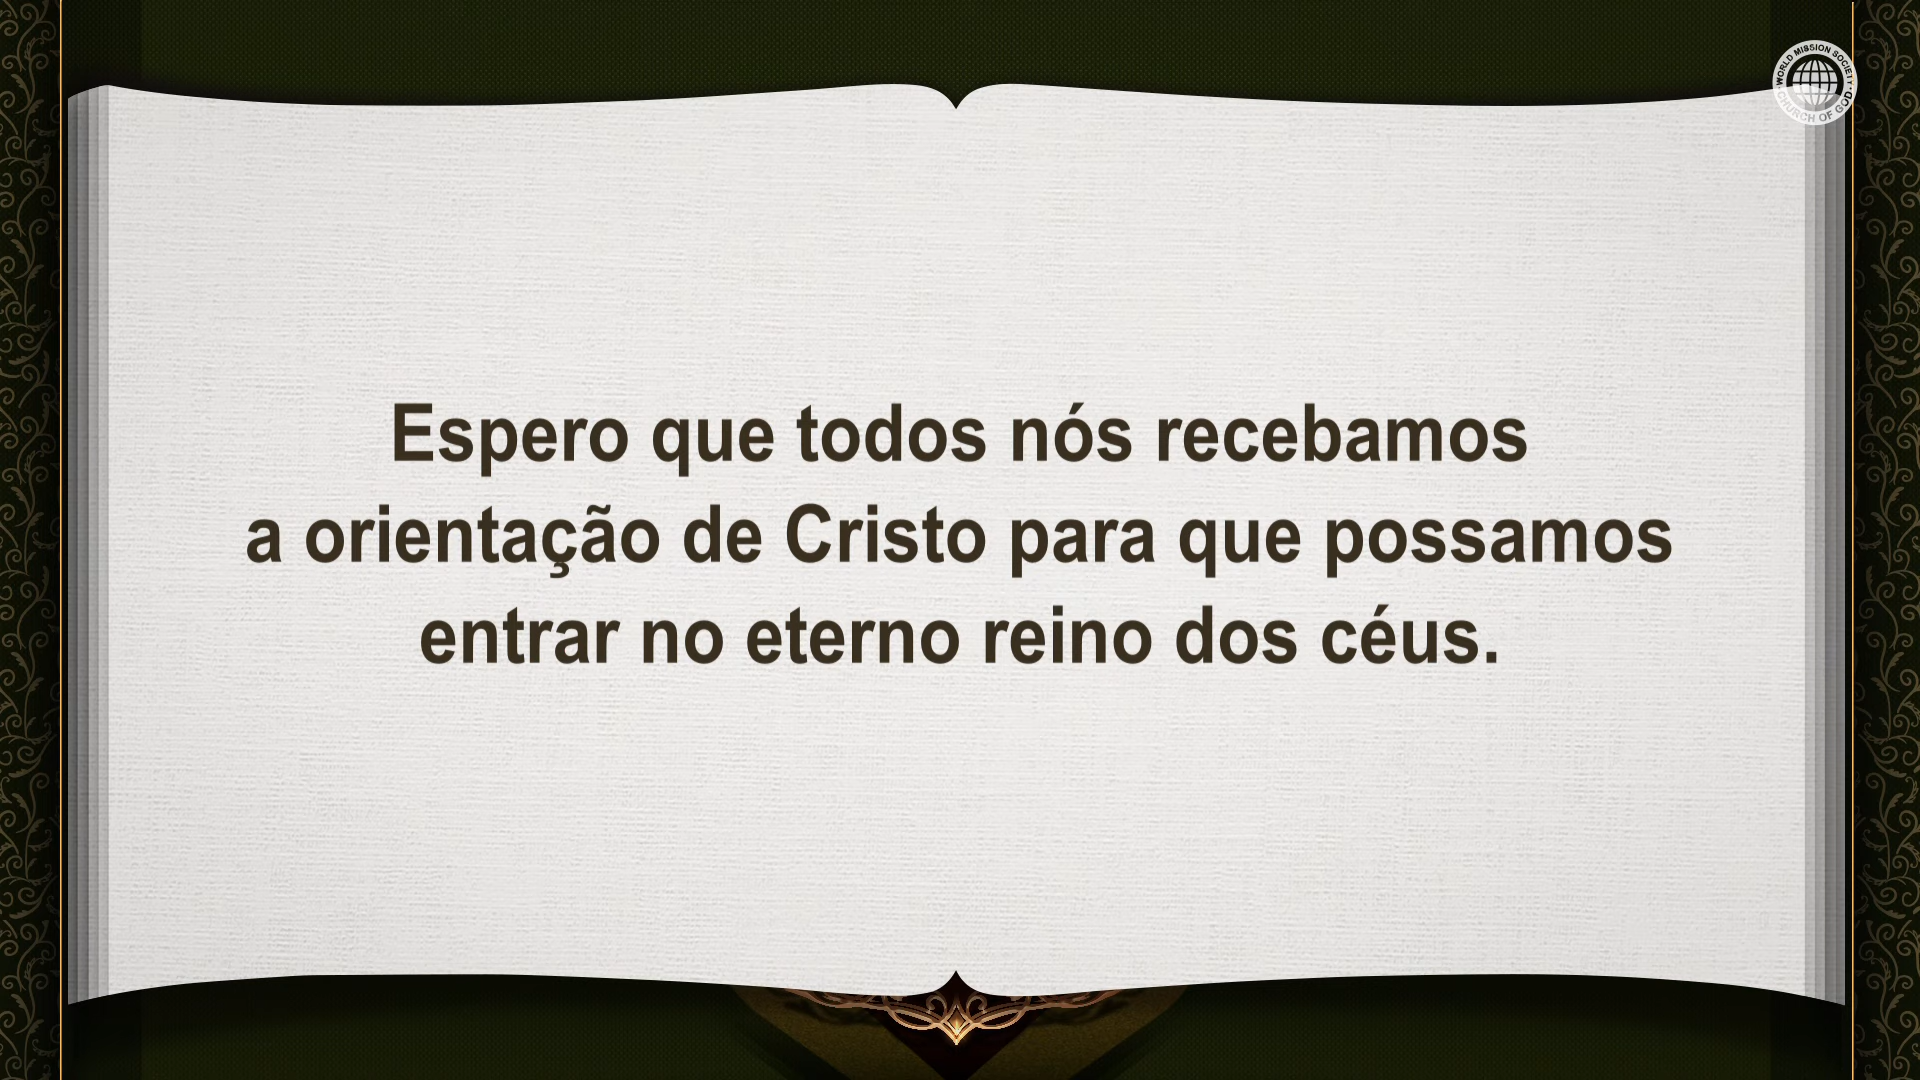 WORLD MISSION SOCIETY
CHURCH OF GOD
Espero que todos nós recebamos
a orientação de Cristo para que possamos
entrar no eterno reino dos céus.